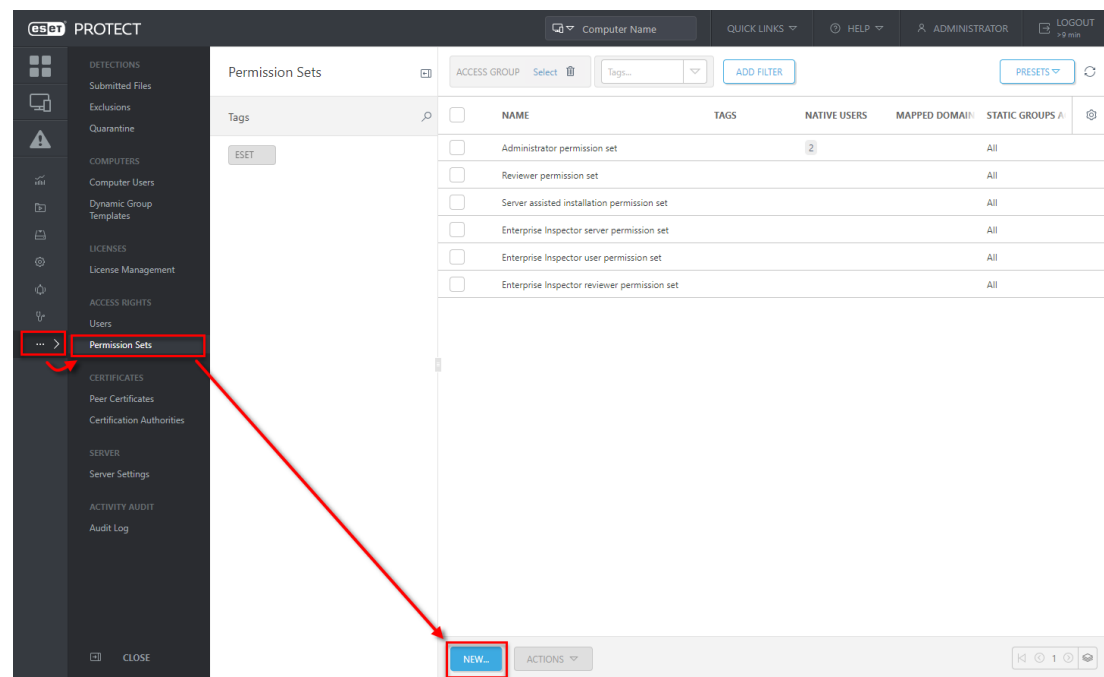 eset PROTECT
Computer Name
QUICK LINKS
HELP
ADMINISTRATOR
LOGOUT
>9 min
DETECTIONS
Submitted Files
Exclusions
Quarantine
COMPUTERS
Computer Users
Dynamic Group
Templates
LICENSES
License Management
ACCESS RIGHTS
Users
Permission Sets
CERTIFICATES
Peer Certificates
Certification Authorities
SERVER
Server Settings
ACTIVITY AUDIT
Audit Log
CLOSE
Permission Sets
Tags
ESET
ACCESS GROUP Select
Tags...
ADD FILTER
PRESETS
NAME TAGS NATIVE USERS MAPPED DOMAIN STATIC GROUPS A
Administrator permission set 2 All
Reviewer permission set All
Server assisted installation permission set All
Enterprise Inspector server permission set All
Enterprise Inspector user permission set All
Enterprise Inspector reviewer permission set All
NEW...
ACTIONS
1